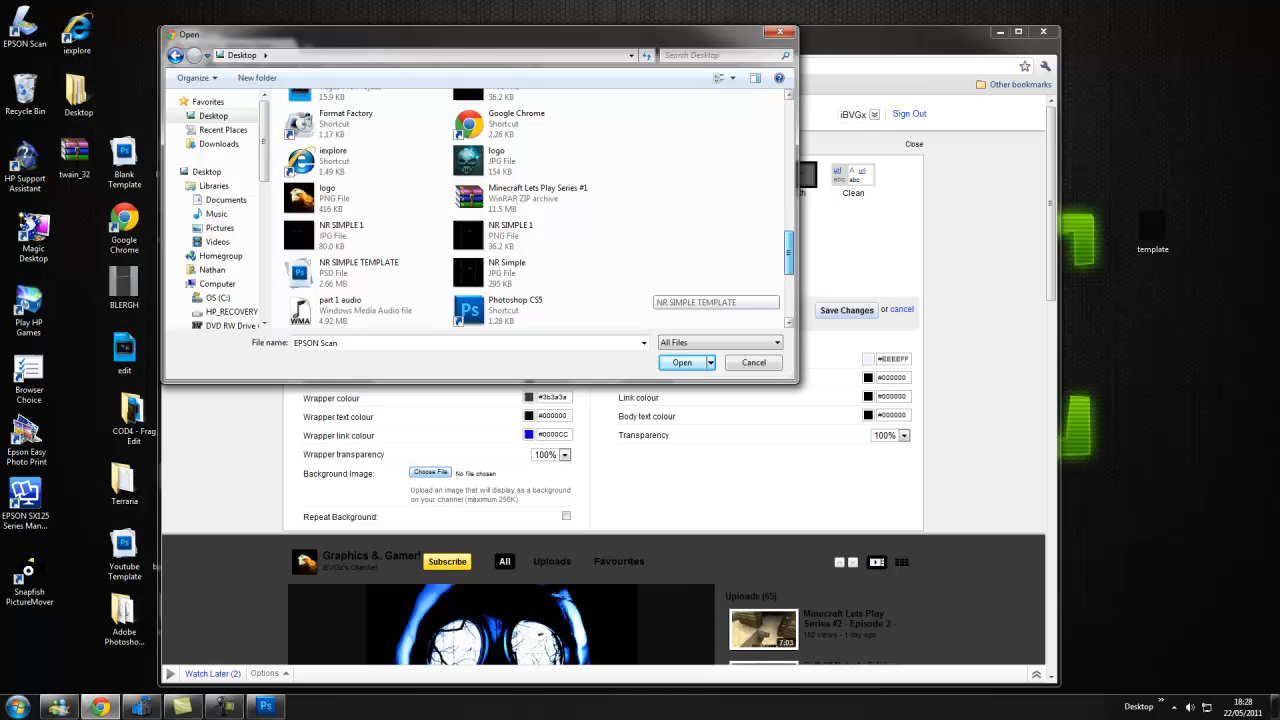 EPSON Scan
iexplore
Recycle Bin
Desktop
HP Support
Assistant
twain_32
Blank
Template
Magic
Desktop
Google
Chrome
Play HP
Games
BLERGH
Browser
Choice
edit
Epson Easy
Photo Print
COD4 - Frag
Edit
EPSON SX125
Series Man...
Terraria
Snapfish
PictureMover
Youtube
Template
Adobe
Photosho...
template
Open
Desktop
Search Desktop
Organize
New folder
Favorites
Desktop
Recent Places
Downloads
Desktop
Libraries
Documents
Music
Pictures
Videos
Homegroup
Nathan
Computer
OS (C:)
HP_RECOVERY
DVD RW Drive
15.9 KB
36.2 KB
Format Factory
Shortcut
1.17 KB
Google Chrome
Shortcut
2.26 KB
iexplore
Shortcut
1.49 KB
logo
JPG File
154 KB
logo
PNG File
416 KB
Minecraft Lets Play Series #1
WinRAR ZIP archive
11.5 MB
NR SIMPLE 1
JPG File
80.0 KB
NR SIMPLE 1
PNG File
36.2 KB
NR SIMPLE TEMPLATE
PSD File
2.66 MB
NR Simple
JPG File
295 KB
part 1 audio
Windows Media Audio file
4.92 MB
Photoshop CS5
Shortcut
1.28 KB
NR SIMPLE TEMPLATE
File name: EPSON Scan
All Files
Open
Cancel
Other bookmarks
iBVGx
Sign Out
Close
url A url
abc abc
Clean
Save Changes or cancel
#EEEEFF
#000000
Wrapper colour #3b3a3a
Link colour #000000
Wrapper text colour #000000
Body text colour #000000
Wrapper link colour #0000CC
Transparency 100%
Wrapper transparency 100%
Background Image: Choose File No file chosen
Upload an image that will display as a background
on your channel (maximum 256K).
Repeat Background:
Graphics &. Gamer!
iBVGx's Channel
Subscribe
All
Uploads
Favourites
Uploads (65)
Minecraft Lets Play
Series #2 - Episode 2 -
7:03
Watch Later (2)
Options
Desktop
18:28
22/05/2011